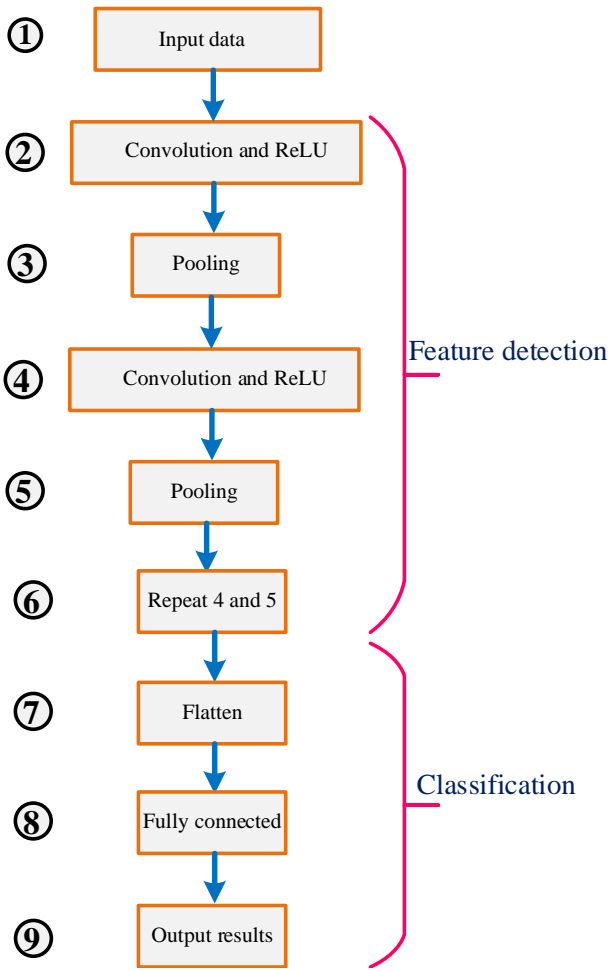 1
Input data
2
Convolution and ReLU
3
Pooling
4
Convolution and ReLU
Feature detection
5
Pooling
6
Repeat 4 and 5
7
Flatten
Classification
8
Fully connected
9
Output results